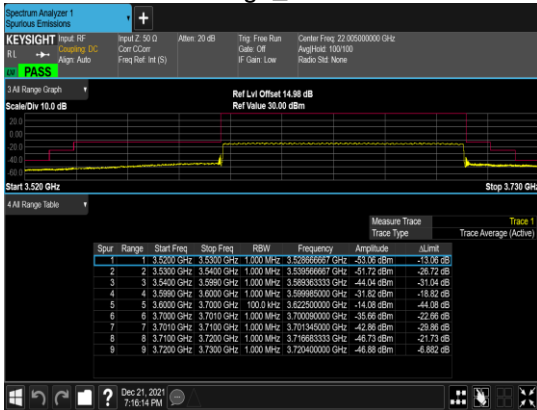 Spectrum Analyzer 1
Spurious Emissions
KEYSIGHT Input: RF Input Z: 50 Ω Atten: 20 dB Trig: Free Run Center Freq: 22.005000000 GHz
RL Coupling: DC Corr CCorr Gate: Off Avg|Hold: 100/100
Align: Auto Freq Ref: Int (S) IF Gain: Low Radio Std: None
PASS
3 All Range Graph Ref Lvl Offset 14.98 dB
Scale/Div 10.0 dB Ref Value 30.00 dBm
20.0
0.00
-20.0
-40.0
-60.0
Start 3.520 GHz Stop 3.730 GHz
4 All Range Table
Measure Trace Trace 1
Trace Type Trace Average (Active)
Spur Range Start Freq Stop Freq RBW Frequency Amplitude ΔLimit
1 1 3.5200 GHz 3.5300 GHz 1.000 MHz 3.528666667 GHz -53.06 dBm -13.06 dB
2 2 3.5300 GHz 3.5400 GHz 1.000 MHz 3.539566667 GHz -51.72 dBm -26.72 dB
3 3 3.5400 GHz 3.5990 GHz 1.000 MHz 3.589363333 GHz -44.04 dBm -31.04 dB
4 4 3.5990 GHz 3.6000 GHz 1.000 MHz 3.599985000 GHz -31.82 dBm -18.82 dB
5 5 3.6000 GHz 3.7000 GHz 100.0 kHz 3.622500000 GHz -14.08 dBm -44.08 dB
6 6 3.7000 GHz 3.7010 GHz 1.000 MHz 3.700090000 GHz -35.66 dBm -22.66 dB
7 7 3.7010 GHz 3.7100 GHz 1.000 MHz 3.701345000 GHz -42.86 dBm -29.86 dB
8 8 3.7100 GHz 3.7200 GHz 1.000 MHz 3.716683333 GHz -46.73 dBm -21.73 dB
9 9 3.7200 GHz 3.7300 GHz 1.000 MHz 3.720400000 GHz -46.88 dBm -6.882 dB
Dec 21, 2021
7:16:14 PM